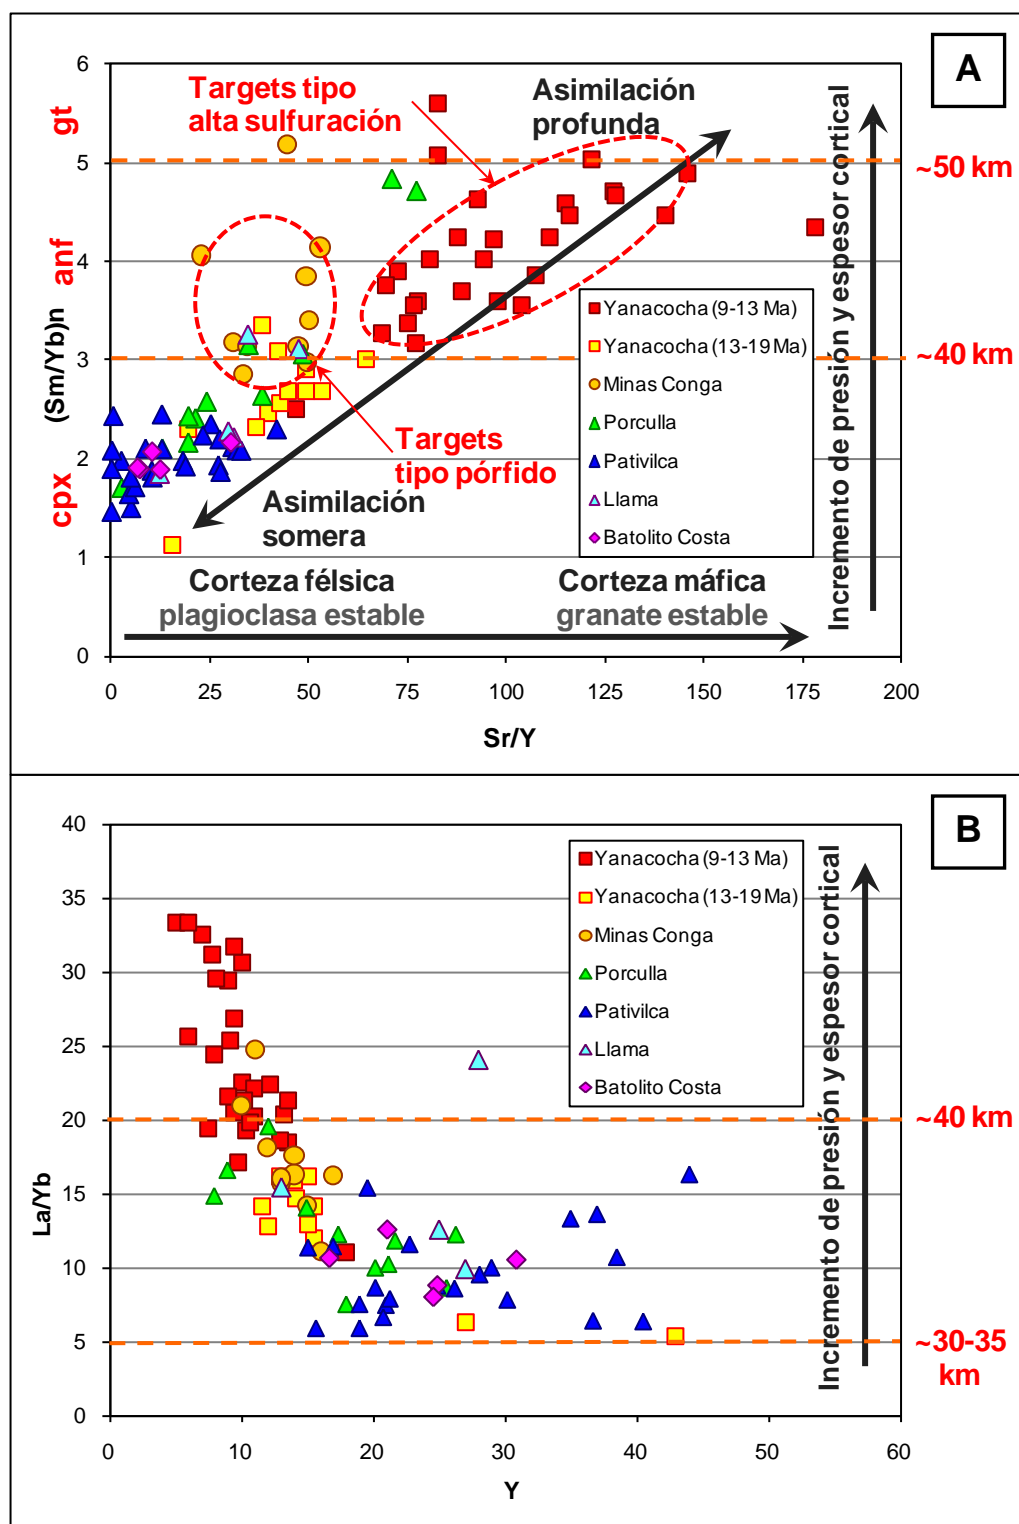 A
6
5
4
3
2
1
0
gt
anf
cpx
(Sm/Yb)n
Targets tipo
alta sulfuración
Asimilación
profunda
~50 km
~40 km
Yanacocha (9-13 Ma)
Yanacocha (13-19 Ma)
Minas Conga
Porculla
Pativilca
Llama
Batolito Costa
Targets
tipo pórfido
Asimilación
somera
Corteza félsica
plagioclasa estable
Corteza máfica
granate estable
Incremento de presión y espesor cortical
0 25 50 75 100 125 150 175 200
Sr/Y
B
40
35
30
25
20
15
10
5
0
La/Yb
Yanacocha (9-13 Ma)
Yanacocha (13-19 Ma)
Minas Conga
Porculla
Pativilca
Llama
Batolito Costa
Incremento de presión y espesor cortical
~40 km
~30-35
km
0 10 20 30 40 50 60
Y